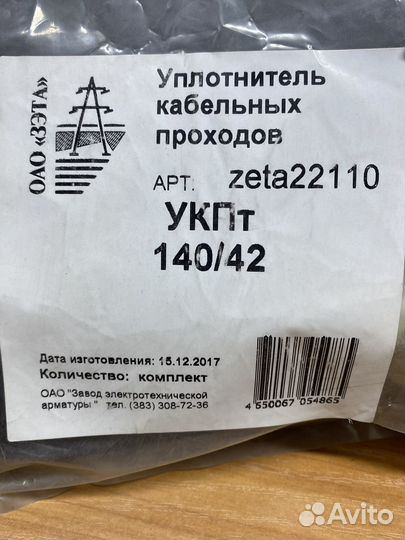 ОАО «ЗЭТА»
Уплотнитель
кабельных
проходов
АРТ. zeta22110
УКПт
140/42
Дата изготовления: 15.12.2017
Количество: комплект
ОАО "Завод электротехнической
арматуры" тел. (383) 308-72-36
4 650067 054865
Avito